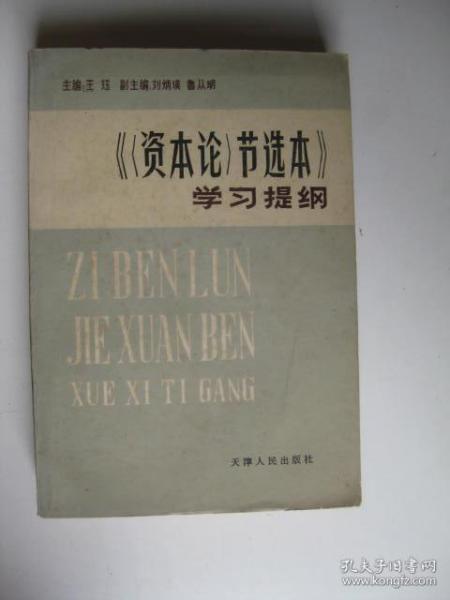 主编:王珏 副主编:刘炳瑛 鲁从明
《〈资本论〉节选本》
学习提纲
ZI BEN LUN
JIE XUAN BEN
XUE XI TI GANG
天津人民出版社
孔夫子旧书网
www.kongfz.com